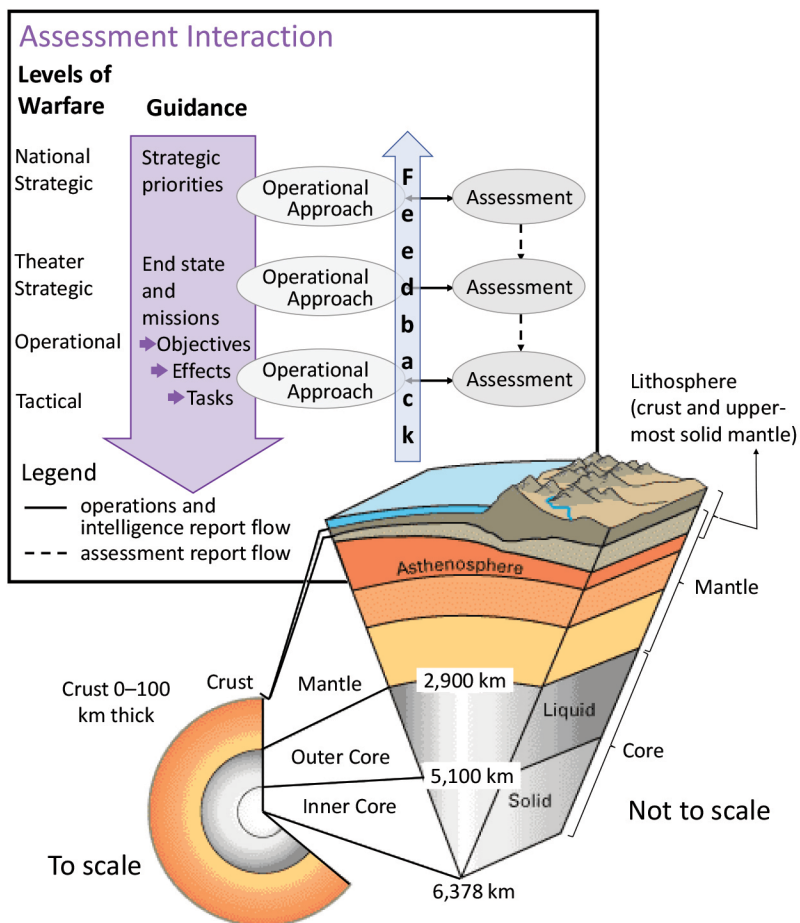 Assessment Interaction
Levels of
Warfare
Guidance
National
Strategic
Strategic
priorities
Operational
Approach
Assessment
Theater
Strategic
End state
and
missions
Operational
Approach
Assessment
Operational
Objectives
Effects
Tactical
Tasks
Operational
Approach
Assessment
F
e
e
d
b
a
c
k
Legend
operations and
intelligence report flow
assessment report flow
Lithosphere
(crust and upper-
most solid mantle)
Asthenosphere
Mantle
Crust
Mantle
2,900 km
Crust 0–100
km thick
Liquid
Core
Outer Core
5,100 km
Inner Core
Solid
Not to scale
To scale
6,378 km